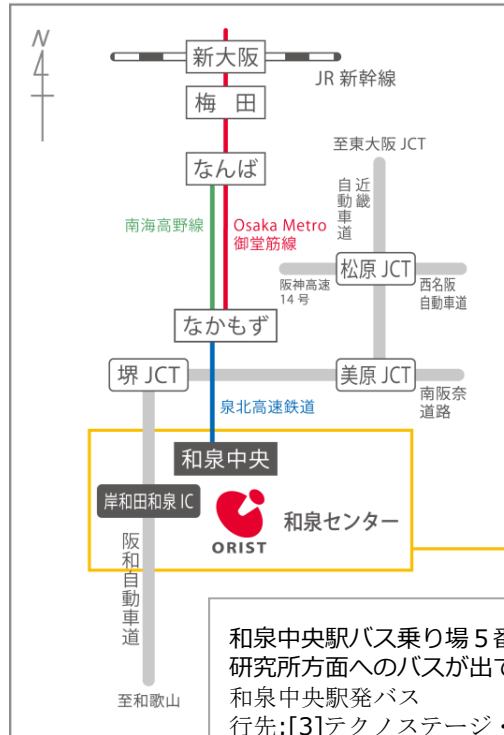 N
新大阪
JR 新幹線
梅 田
至東大阪 JCT
なんば
近畿
自動車道
南海高野線
Osaka Metro
御堂筋線
松原 JCT
阪神高速
14 号
西名阪
自動車道
なかもず
堺 JCT
美原 JCT
南阪奈
道路
泉北高速鉄道
和泉中央
岸和田和泉 IC
ORIST
和泉センター
阪和自動車道
至和歌山
和泉中央駅バス乗り場５番
研究所方面へのバスが出て
和泉中央駅発バス
行先:[3]テクノステージ・